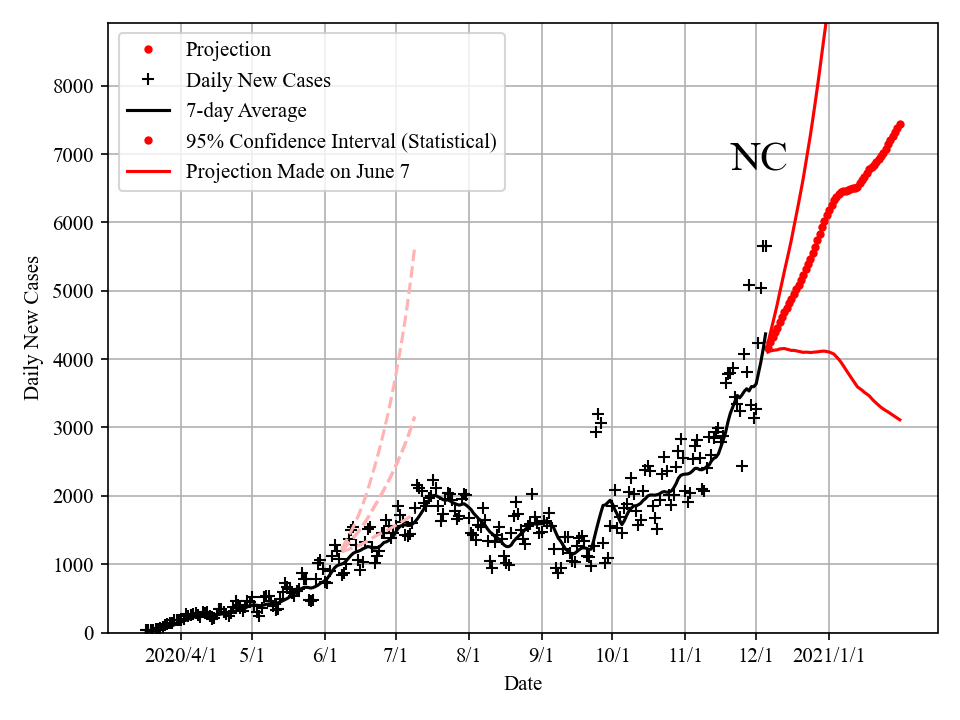 Projection
Daily New Cases
7-day Average
95% Confidence Interval (Statistical)
Projection Made on June 7
NC
8000
7000
6000
5000
4000
3000
2000
1000
0
Daily New Cases
2020/4/1 5/1 6/1 7/1 8/1 9/1 10/1 11/1 12/1 2021/1/1
Date